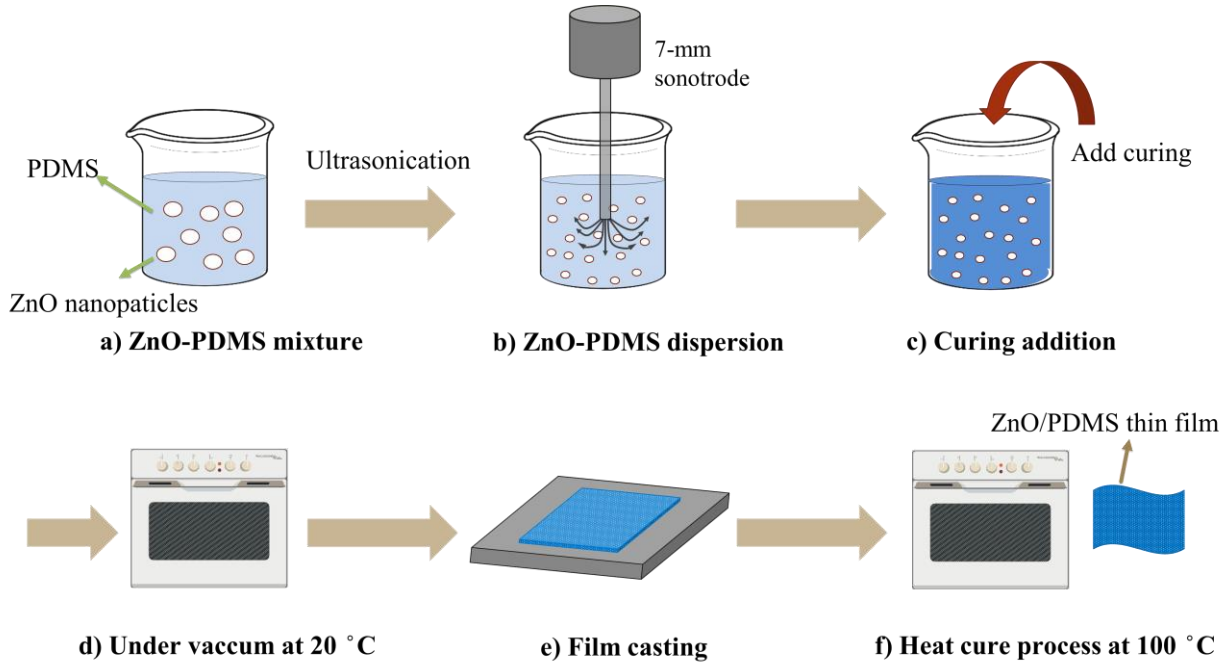 7-mm
sonotrode
PDMS
Ultrasonication
Add curing
ZnO nanopaticles
a) ZnO-PDMS mixture
b) ZnO-PDMS dispersion
c) Curing addition
ZnO/PDMS thin film
d) Under vaccum at 20 °C
e) Film casting
f) Heat cure process at 100 °C